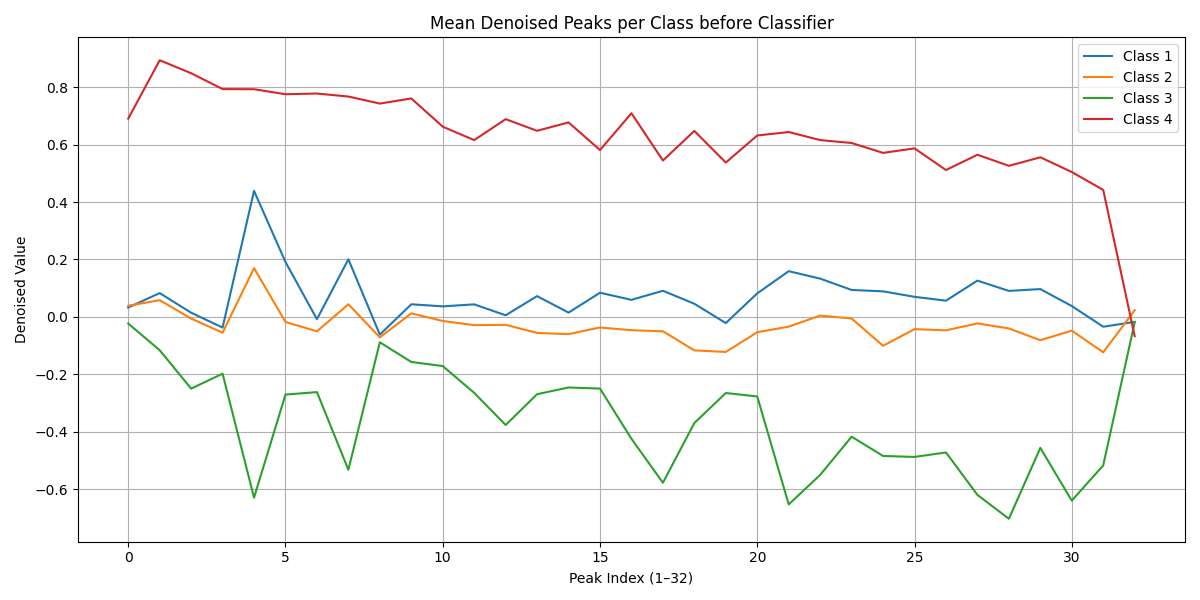 Mean Denoised Peaks per Class before Classifier
Class 1
Class 2
Class 3
Class 4
Denoised Value
0.8
0.6
0.4
0.2
0.0
−0.2
−0.4
−0.6
0 5 10 15 20 25 30
Peak Index (1–32)